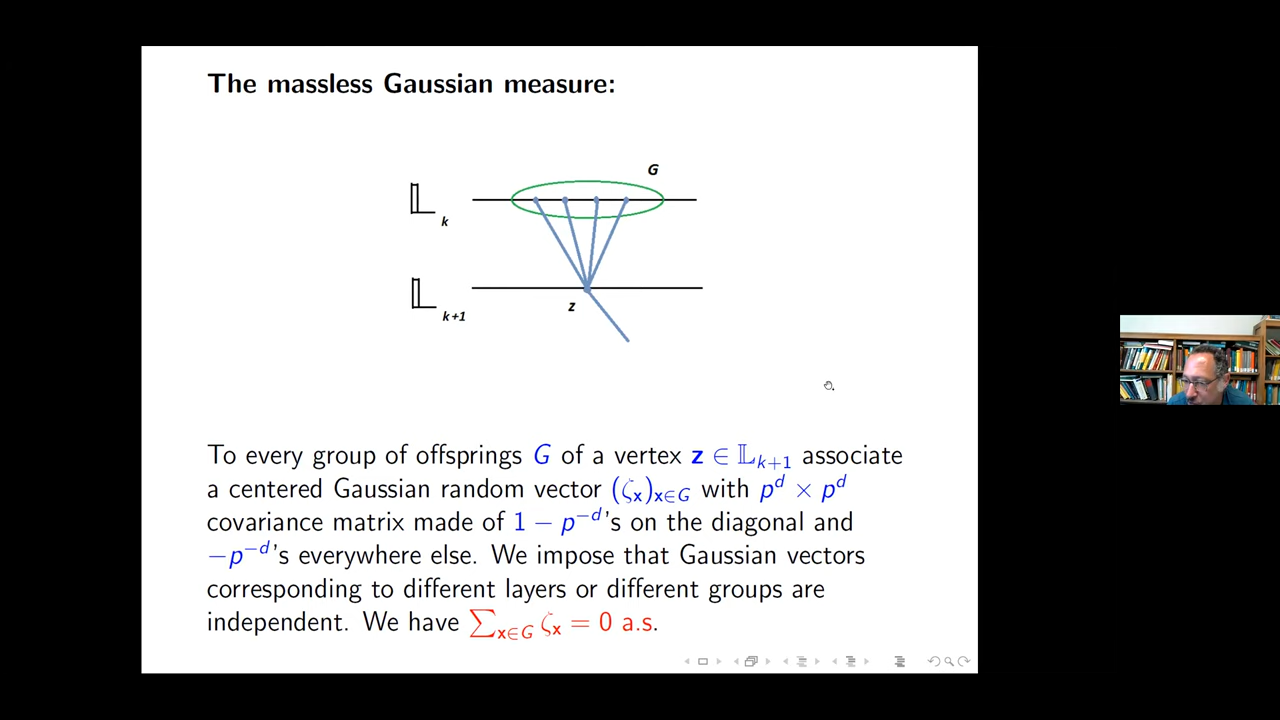 The massless Gaussian measure:
G
𝕃k
𝕃k+1
z
To every group of offsprings G of a vertex z ∈ 𝕃k+1 associate
a centered Gaussian random vector (ζx)x∈G with p^d × p^d
covariance matrix made of 1 − p^−d's on the diagonal and
−p^−d's everywhere else. We impose that Gaussian vectors
corresponding to different layers or different groups are
independent. We have ∑x∈G ζx = 0 a.s.